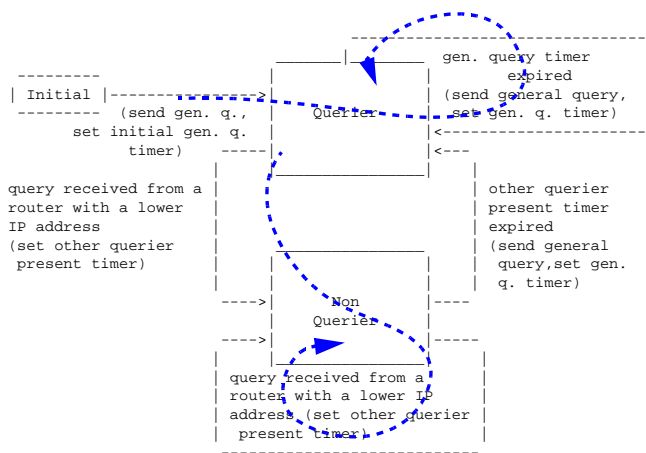 gen. query timer
expired
Initial
(send general query,
(send gen. q.,
Querier
set gen. q. timer)
set initial gen. q.
timer)
query received from a
router with a lower
IP address
(set other querier
present timer)
other querier
present timer
expired
(send general
query,set gen.
q. timer)
Non
Querier
query received from a
router with a lower IP
address (set other querier
present timer)